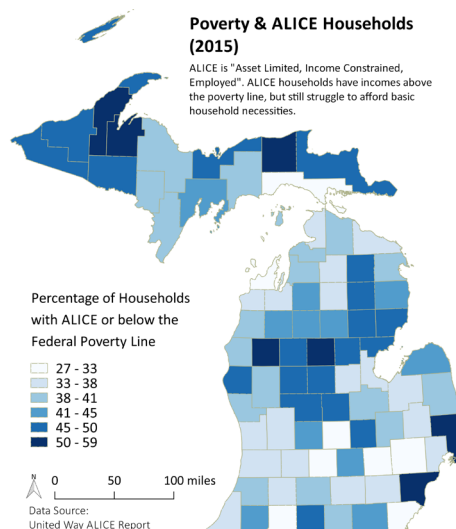 Poverty & ALICE Households
(2015)
ALICE is "Asset Limited, Income Constrained,
Employed". ALICE households have incomes above
the poverty line, but still struggle to afford basic
household necessities.
Percentage of Households
with ALICE or below the
Federal Poverty Line
27 - 33
33 - 38
38 - 41
41 - 45
45 - 50
50 - 59
N
0 50 100 miles
Data Source:
United Way ALICE Report